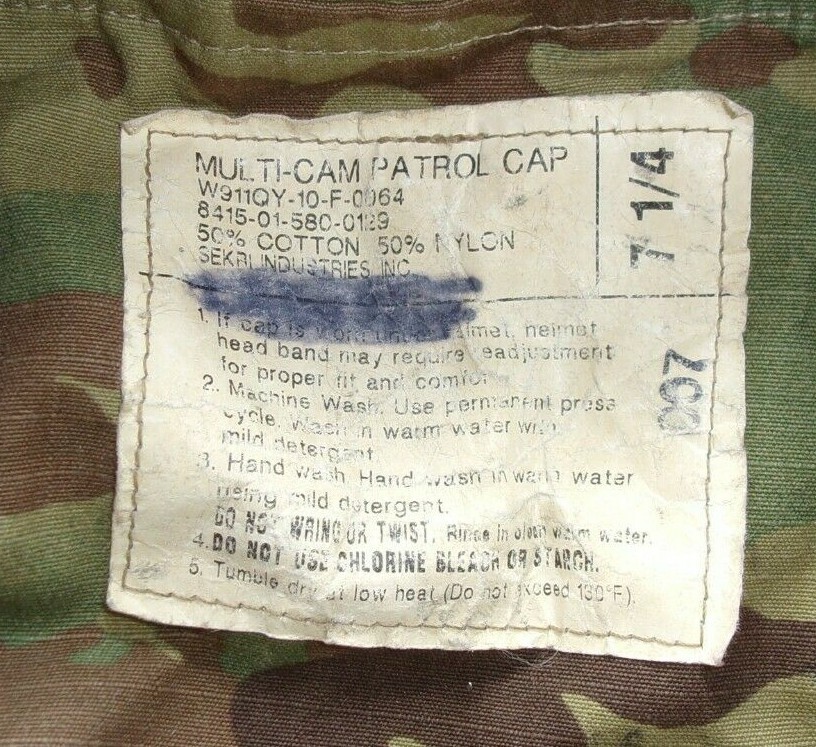 MULTI-CAM PATROL CAP
W911QY-10-F-0064
8415-01-580-0129
50% COTTON 50% NYLON
SEKRI INDUSTRIES INC
7 1/4
007
1. If cap is worn under helmet, helmet
head band may require readjustment
for proper fit and comfort
2. Machine Wash. Use permanent press
cycle. Wash in warm water with
mild detergent
3. Hand wash Hand wash in warm water
being mild detergent.
DO NOT WRING OR TWIST. Rinse in clean warm water.
4. DO NOT USE CHLORINE BLEACH OR STARCH.
5. Tumble dry at low heat (Do not exceed 130°F).